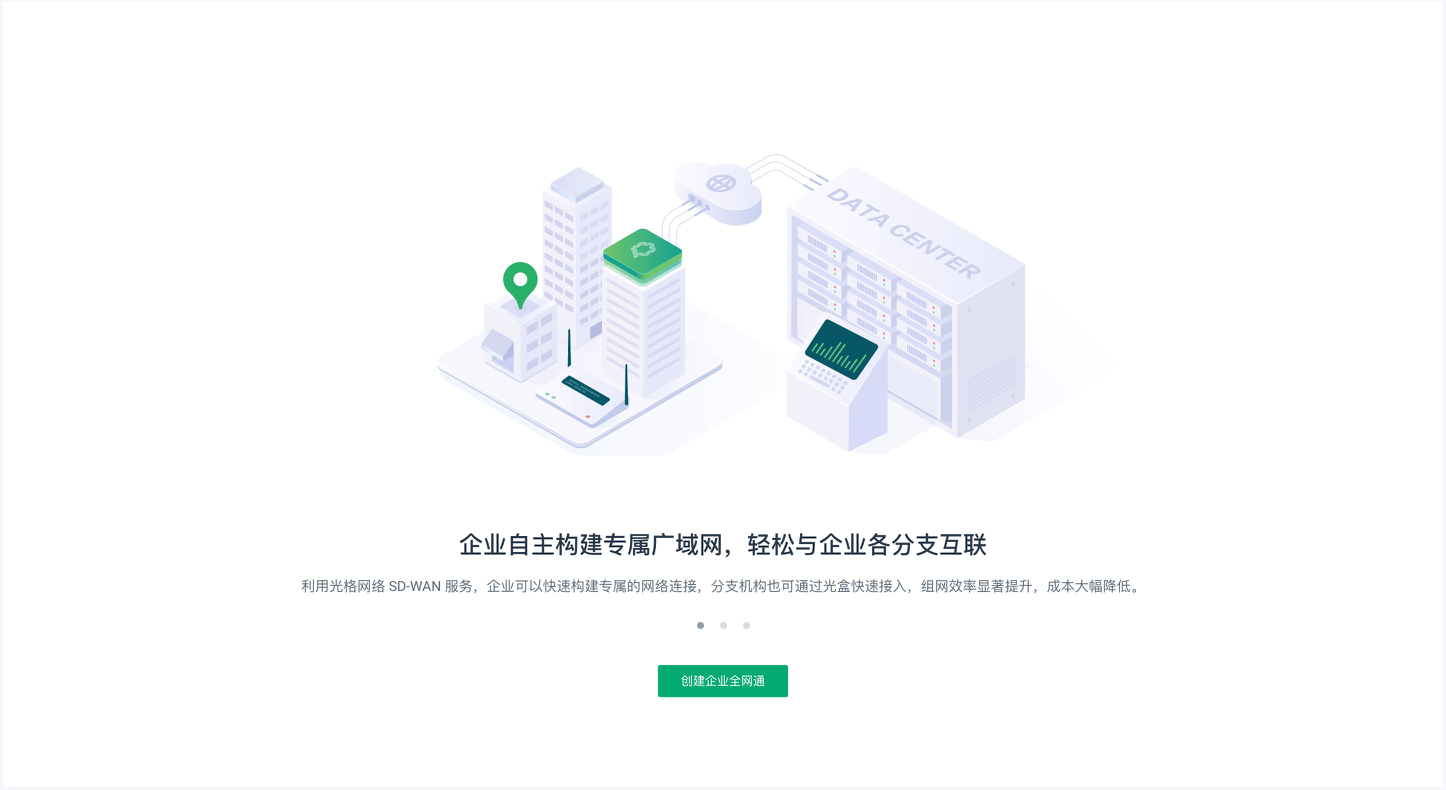 DATA CENTER
企业自主构建专属广域网，轻松与企业各分支互联
利用光格网络 SD-WAN 服务，企业可以快速构建专属的网络连接，分支机构也可通过光盒快速接入，组网效率显著提升，成本大幅降低。
创建企业全网通